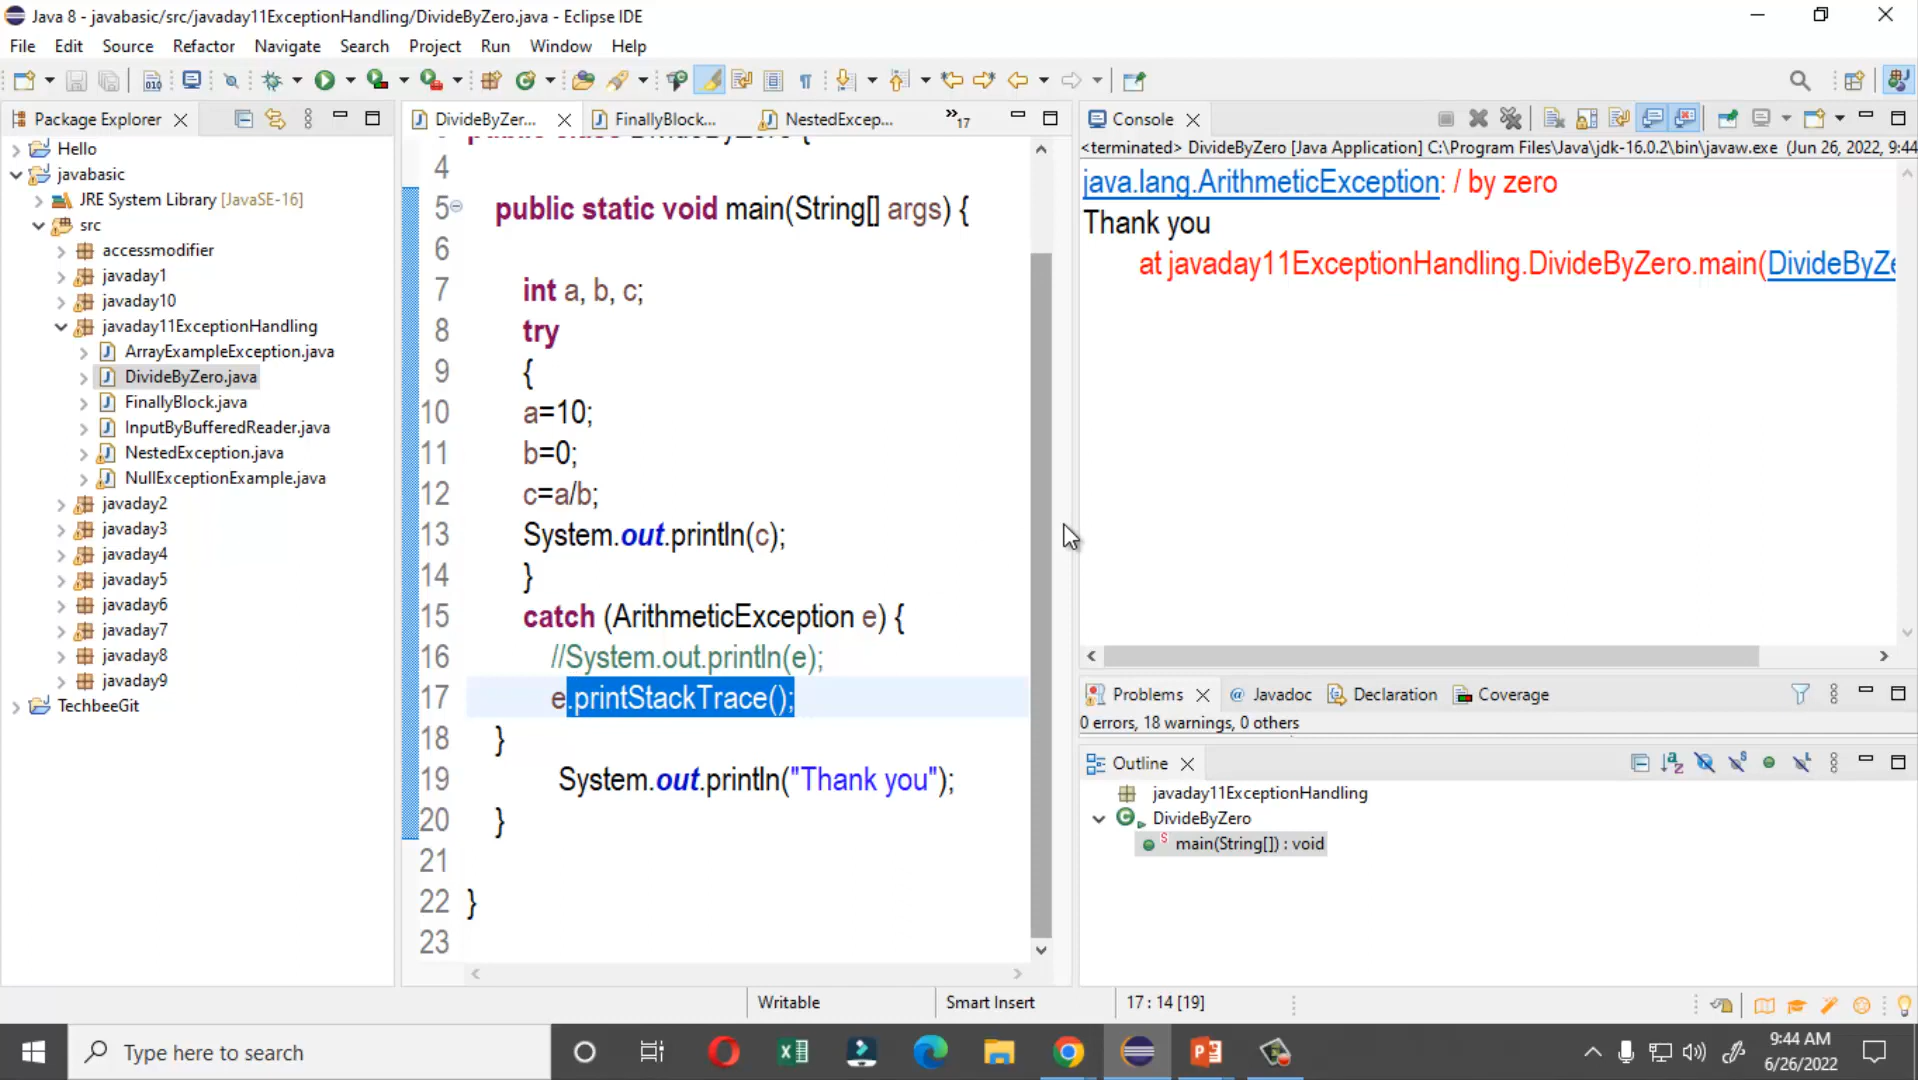 Java 8 - javabasic/src/javaday11ExceptionHandling/DivideByZero.java - Eclipse IDE
File Edit Source Refactor Navigate Search Project Run Window Help
Package Explorer
Hello
javabasic
JRE System Library [JavaSE-16]
src
accessmodifier
javaday1
javaday10
javaday11ExceptionHandling
ArrayExampleException.java
DivideByZero.java
FinallyBlock.java
InputByBufferedReader.java
NestedException.java
NullExceptionExample.java
javaday2
javaday3
javaday4
javaday5
javaday6
javaday7
javaday8
javaday9
TechbeeGit
DivideByZer... FinallyBlock... NestedExcep... »17
4
5 public static void main(String[] args) {
6
7 int a, b, c;
8 try
9 {
10 a=10;
11 b=0;
12 c=a/b;
13 System.out.println(c);
14 }
15 catch (ArithmeticException e) {
16 //System.out.println(e);
17 e.printStackTrace();
18 }
19 System.out.println("Thank you");
20 }
21
22 }
23
Console
<terminated> DivideByZero [Java Application] C:\Program Files\Java\jdk-16.0.2\bin\javaw.exe (Jun 26, 2022, 9:44
java.lang.ArithmeticException: / by zero
Thank you
at javaday11ExceptionHandling.DivideByZero.main(DivideByZe
Problems @ Javadoc Declaration Coverage
0 errors, 18 warnings, 0 others
Outline
javaday11ExceptionHandling
DivideByZero
main(String[]) : void
Writable Smart Insert 17 : 14 [19]
Type here to search
9:44 AM
6/26/2022